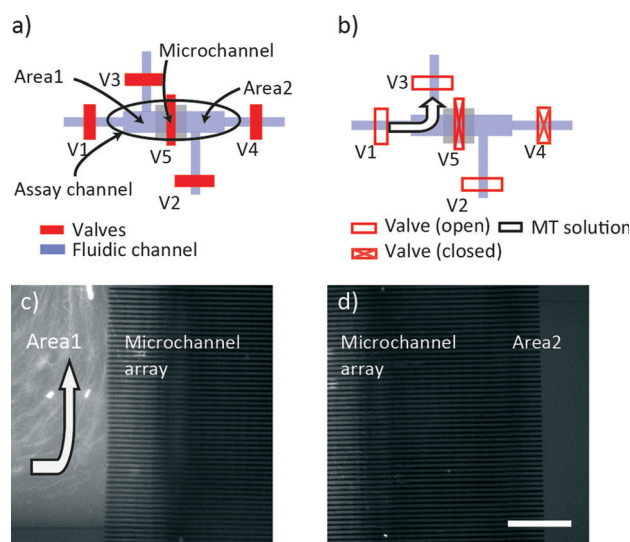 a)
Microchannel
Area1
V3
Area2
V1
V5
V4
Assay channel
V2
Valves
Fluidic channel
b)
V3
V1
V5
V4
V2
Valve (open)
MT solution
Valve (closed)
c)
Area1
Microchannel
array
d)
Microchannel
array
Area2